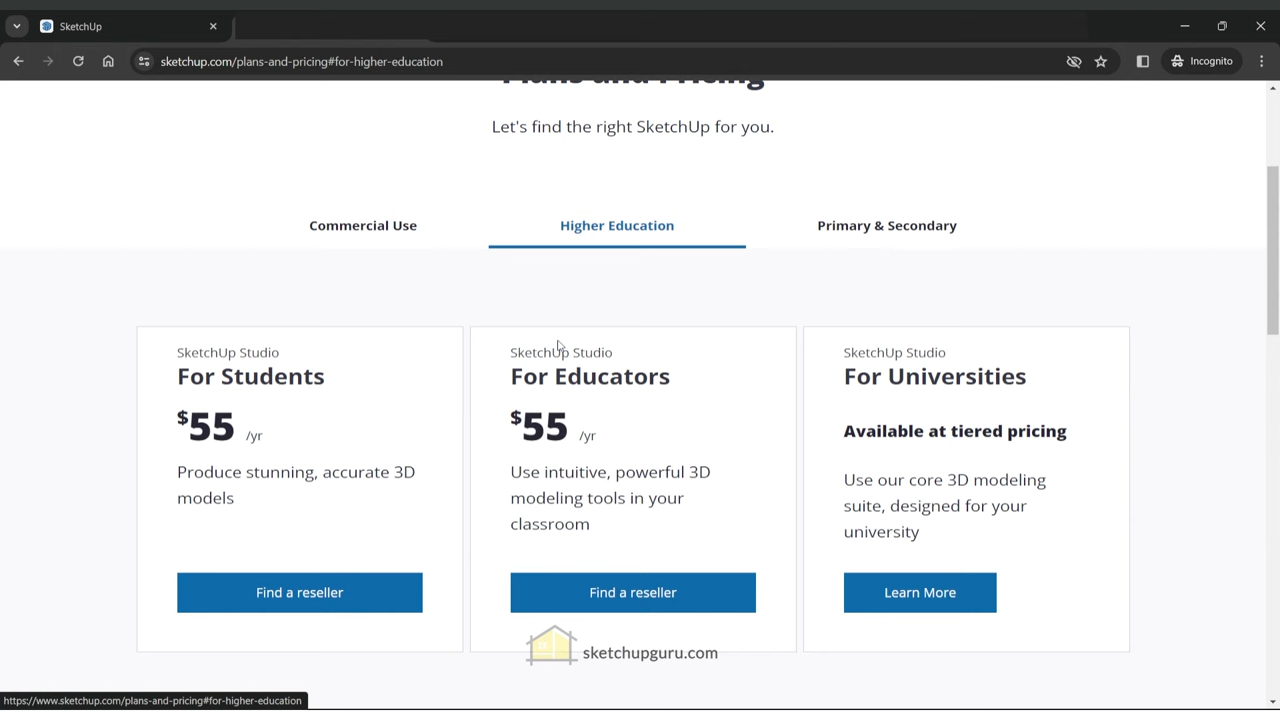 SketchUp
sketchup.com/plans-and-pricing#for-higher-education
Incognito
Plans and Pricing
Let's find the right SketchUp for you.
Commercial Use
Higher Education
Primary & Secondary
SketchUp Studio
For Students
$55 /yr
Produce stunning, accurate 3D
models
Find a reseller
SketchUp Studio
For Educators
$55 /yr
Use intuitive, powerful 3D
modeling tools in your
classroom
Find a reseller
SketchUp Studio
For Universities
Available at tiered pricing
Use our core 3D modeling
suite, designed for your
university
Learn More
sketchupguru.com
https://www.sketchup.com/plans-and-pricing#for-higher-education